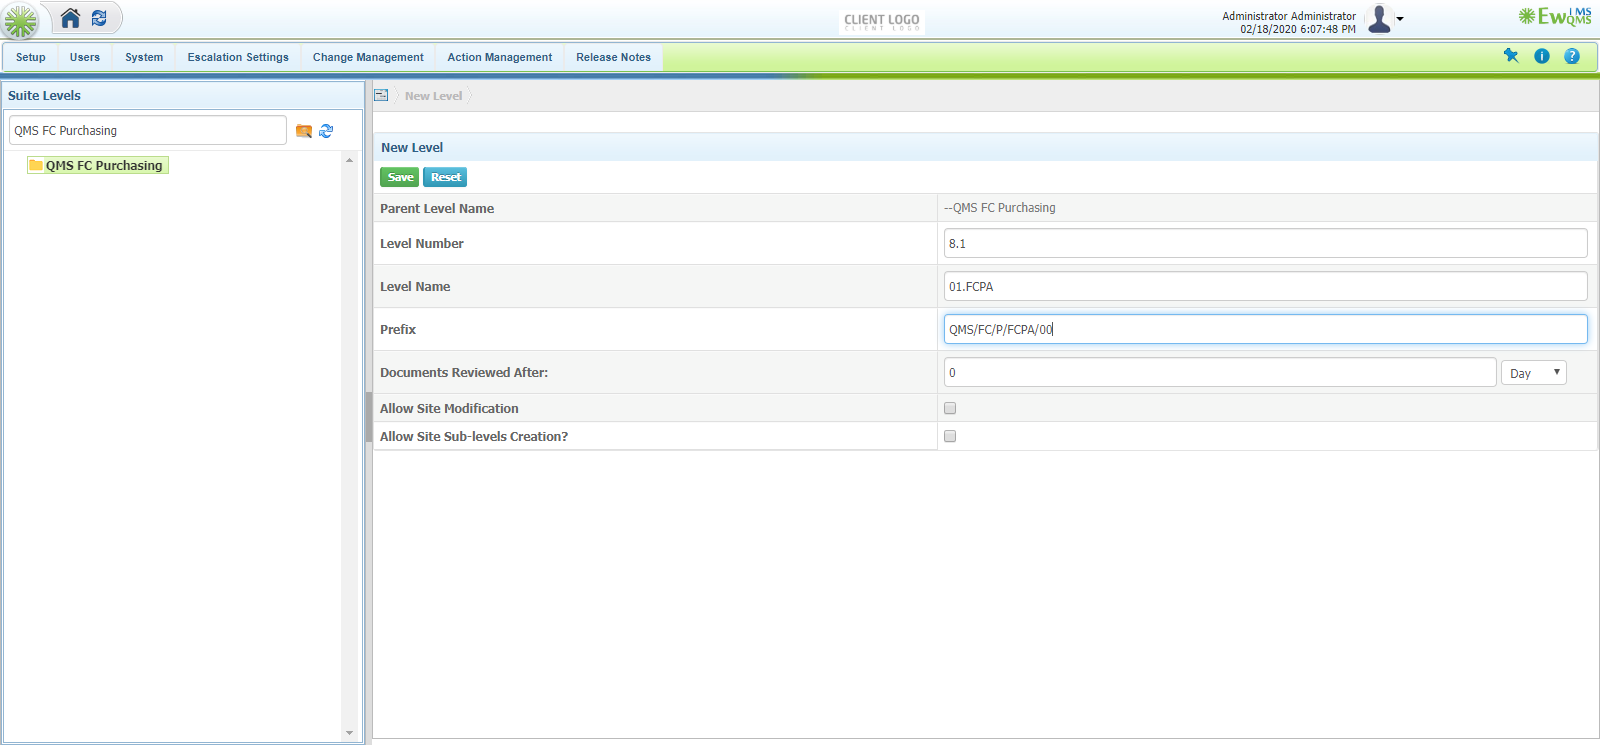 CLIENT LOGO
CLIENT LOGO
Administrator Administrator
02/18/2020 6:07:48 PM
EwQMS
IMS
Setup Users System Escalation Settings Change Management Action Management Release Notes
Suite Levels
QMS FC Purchasing
QMS FC Purchasing
New Level
New Level
Save Reset
Parent Level Name --QMS FC Purchasing
Level Number 8.1
Level Name 01.FCPA
Prefix QMS/FC/P/FCPA/00
Documents Reviewed After: 0 Day
Allow Site Modification
Allow Site Sub-levels Creation?